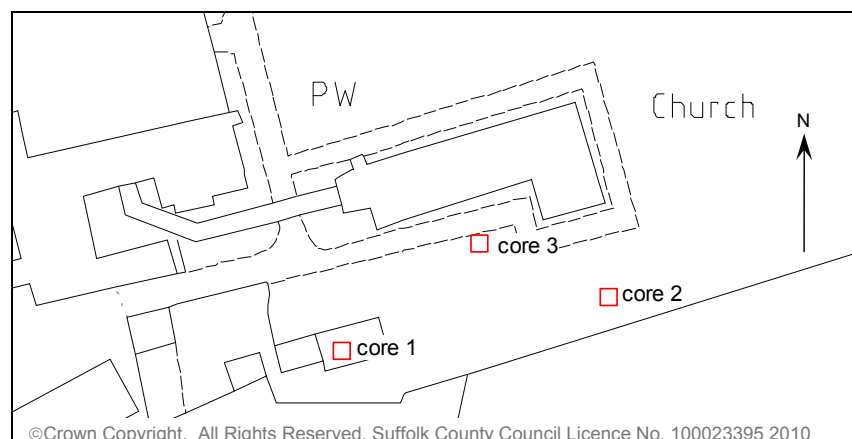 PW
Church
N
core 3
core 2
core 1
©Crown Copyright. All Rights Reserved. Suffolk County Council Licence No. 100023395 2010